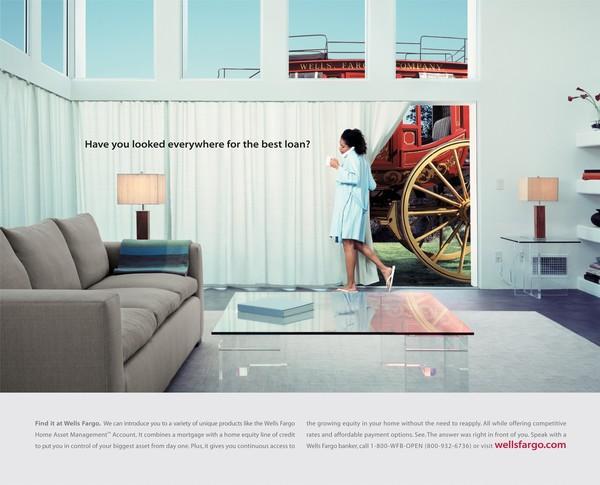 WELLS FARGO COMPANY
Have you looked everywhere for the best loan?
Find it at Wells Fargo. We can introduce you to a variety of unique products like the Wells Fargo
Home Asset Management℠ Account. It combines a mortgage with a home equity line of credit
to put you in control of your biggest asset from day one. Plus, it gives you continuous access to
the growing equity in your home without the need to reapply. All while offering competitive
rates and affordable payment options. See. The answer was right in front of you. Speak with a
Wells Fargo banker, call 1-800-WFB-OPEN (800-932-6736) or visit wellsfargo.com